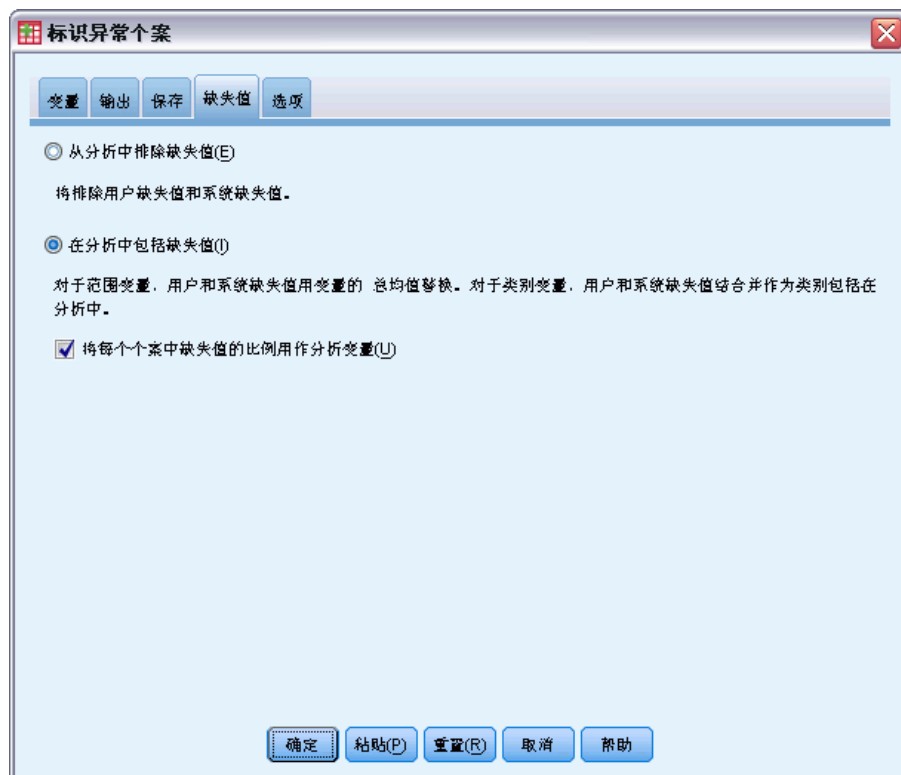 标识异常个案
变量 输出 保存 缺失值 选项
从分析中排除缺失值(E)
将排除用户缺失值和系统缺失值。
在分析中包括缺失值(I)
对于范围变量，用户和系统缺失值用变量的 总均值替换。对于类别变量，用户和系统缺失值结合并作为类别包括在
分析中。
将每个个案中缺失值的比例用作分析变量(U)
确定 粘贴(P) 重置(R) 取消 帮助